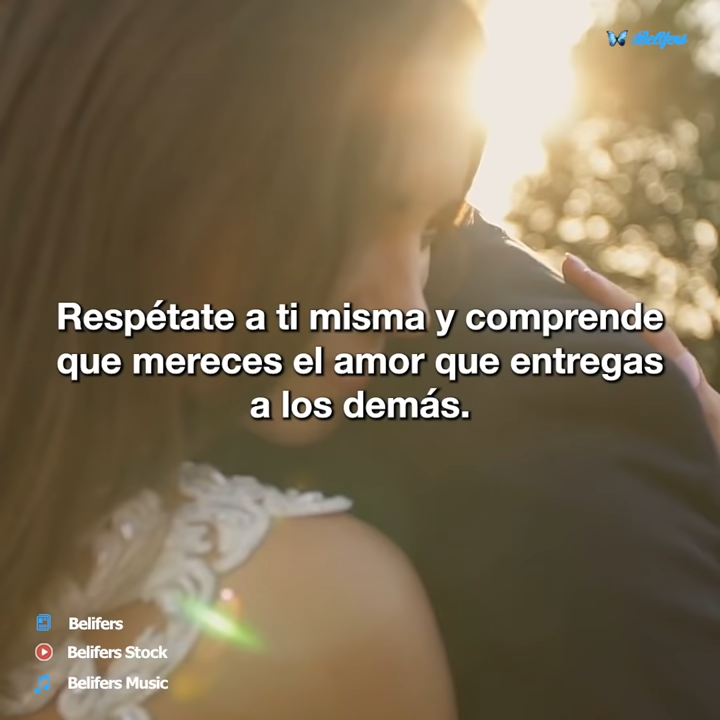 Belifers
Respétate a ti misma y comprende
que mereces el amor que entregas
a los demás.
Belifers
Belifers Stock
Belifers Music